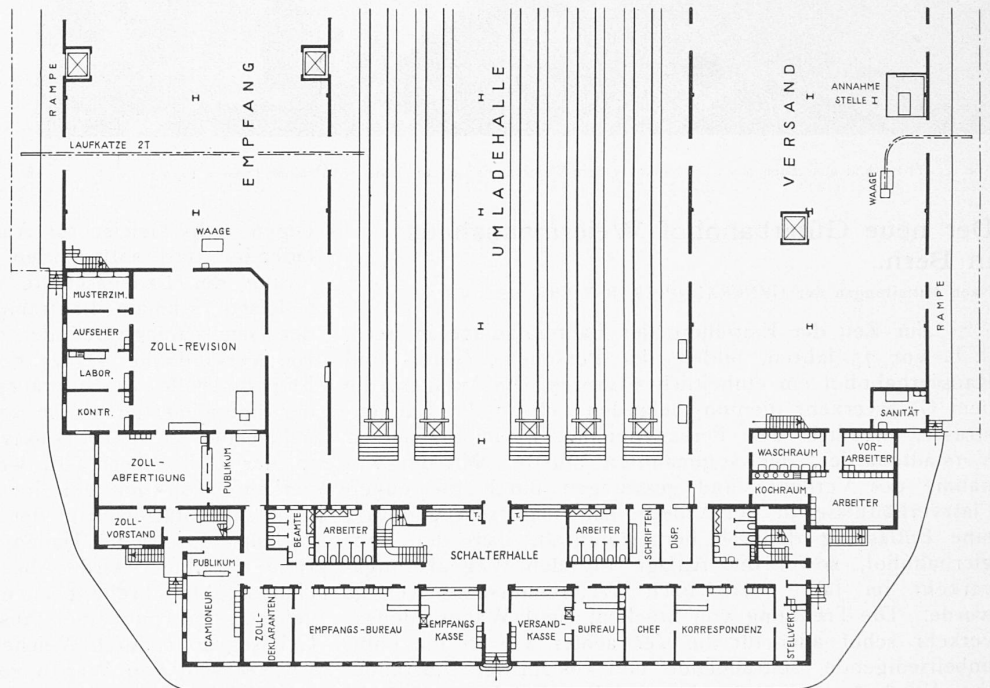 RAMPE
EMPFANG
UMLADEHALLE
VERSAND
ANNAHME
STELLE I
LAUFKATZE 2T
WAAGE
WAAGE
RAMPE
MUSTERZIM.
AUFSEHER
ZOLL-REVISION
LABOR.
KONTR.
SANITÄT
ZOLL-
ABFERTIGUNG
PUBLIKUM
WASCHRAUM
VOR-
ARBEITER
KOCHRAUM
ARBEITER
ZOLL-
VORSTAND
BEAMTE
ARBEITER
SCHALTERHALLE
ARBEITER
SCHRIFTEN
DISP.
PUBLIKUM
CAMIONEUR
ZOLL-
DEKLARANTEN
EMPFANGS-BUREAU
EMPFANGS
KASSE
VERSAND-
KASSE
BUREAU
CHEF
KORRESPONDENZ
STELLVERT.